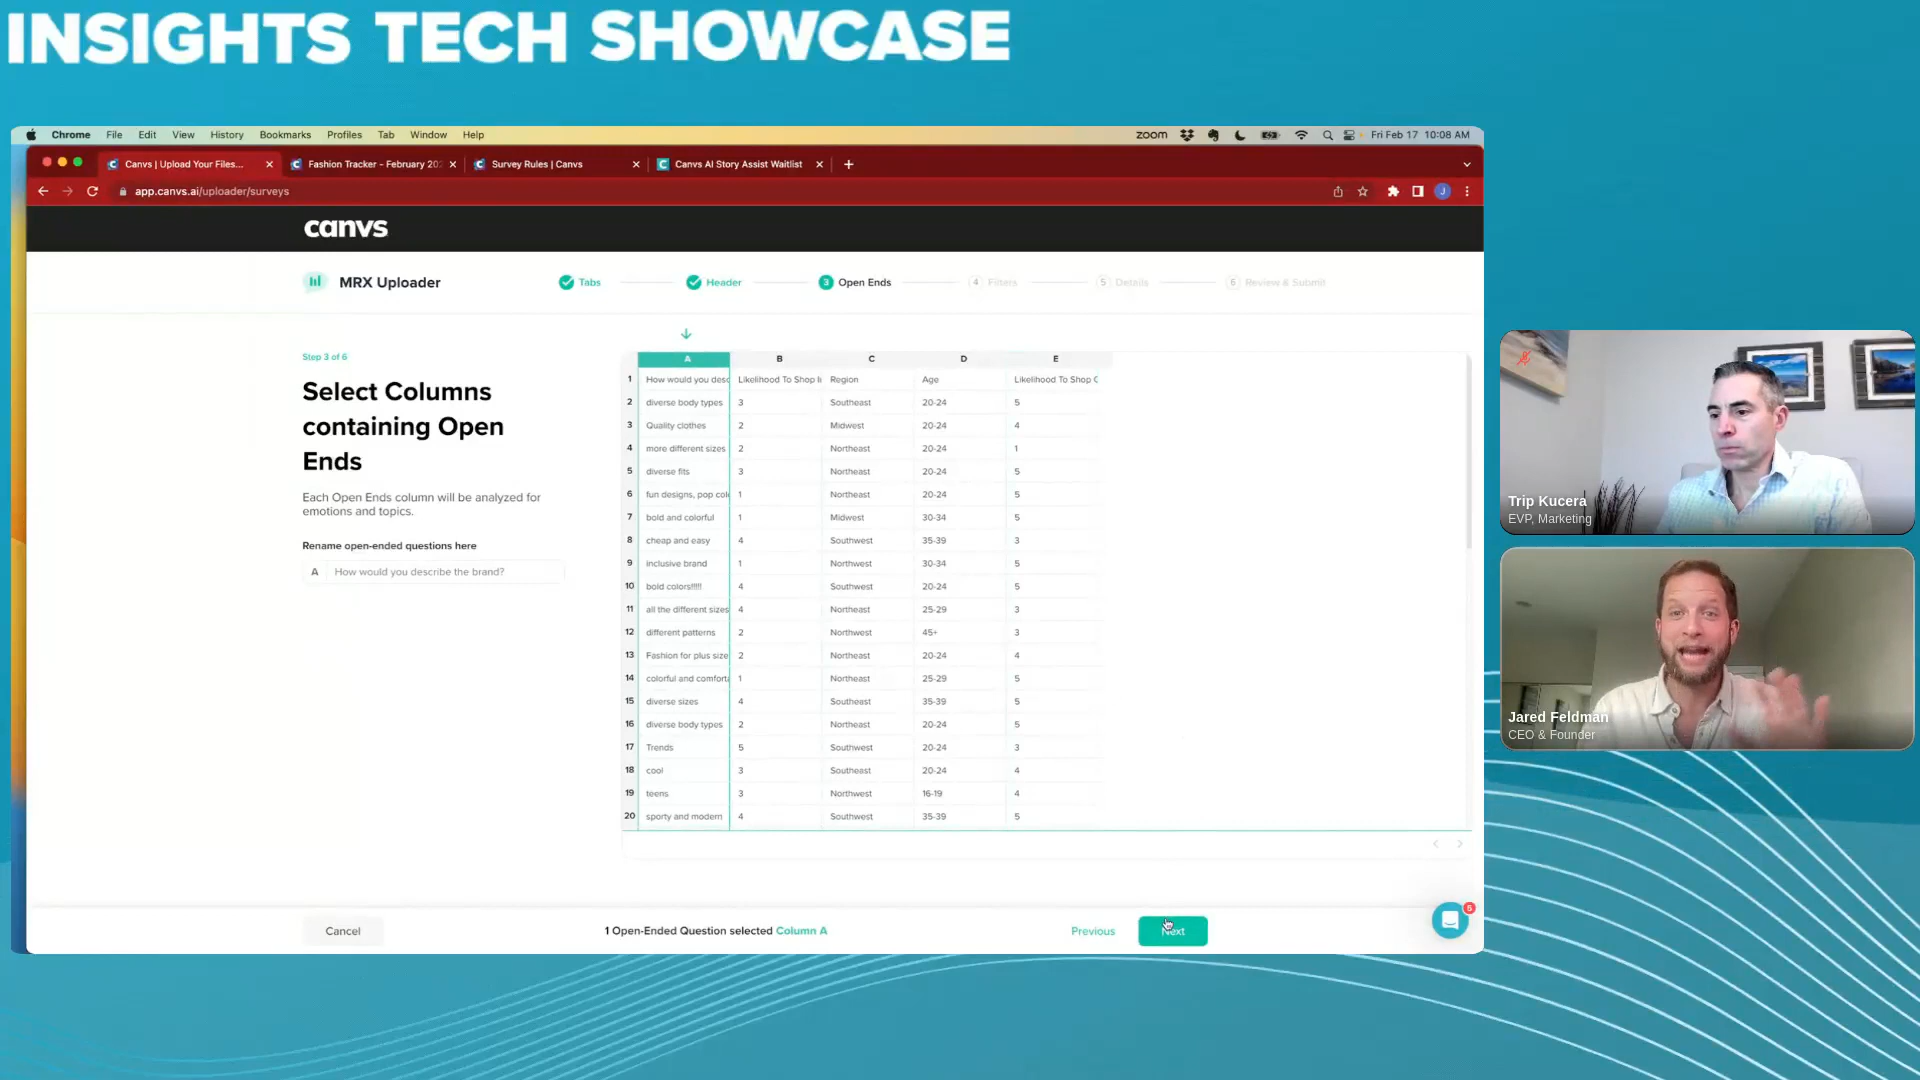 INSIGHTS TECH SHOWCASE
Chrome File Edit View History Bookmarks Profiles Tab Window Help
zoom Fri Feb 17 10:08 AM
Canvs | Upload Your Files...
Fashion Tracker - February 202
Survey Rules | Canvs
Canvs AI Story Assist Waitlist
app.canvs.ai/uploader/surveys
J
canvs
MRX Uploader
Tabs
Header
3 Open Ends
4 Filters
5 Details
6 Review & Submit
Step 3 of 6
Select Columns
containing Open
Ends
Each Open Ends column will be analyzed for
emotions and topics.
Rename open-ended questions here
A How would you describe the brand?
A B C D E
1 How would you desc Likelihood To Shop I Region Age Likelihood To Shop
2 diverse body types 3 Southeast 20-24 5
3 Quality clothes 2 Midwest 20-24 4
4 more different sizes 2 Northeast 20-24 1
5 diverse fits 3 Northeast 20-24 5
6 fun designs, pop col 1 Northeast 20-24 5
7 bold and colorful 1 Midwest 30-34 5
8 cheap and easy 4 Southwest 35-39 3
9 inclusive brand 1 Northwest 30-34 5
10 bold colors!!!!! 4 Southwest 20-24 5
11 all the different sizes 4 Northeast 25-29 3
12 different patterns 2 Northwest 45+ 3
13 Fashion for plus size 2 Northeast 20-24 4
14 colorful and comfort 1 Northeast 25-29 5
15 diverse sizes 4 Southeast 35-39 5
16 diverse body types 2 Northeast 20-24 5
17 Trends 5 Southwest 20-24 3
18 cool 3 Southeast 20-24 4
19 teens 3 Northwest 16-19 4
20 sporty and modern 4 Southwest 35-39 5
Cancel
1 Open-Ended Question selected Column A
Previous
Next
Trip Kucera
EVP, Marketing
Jared Feldman
CEO & Founder